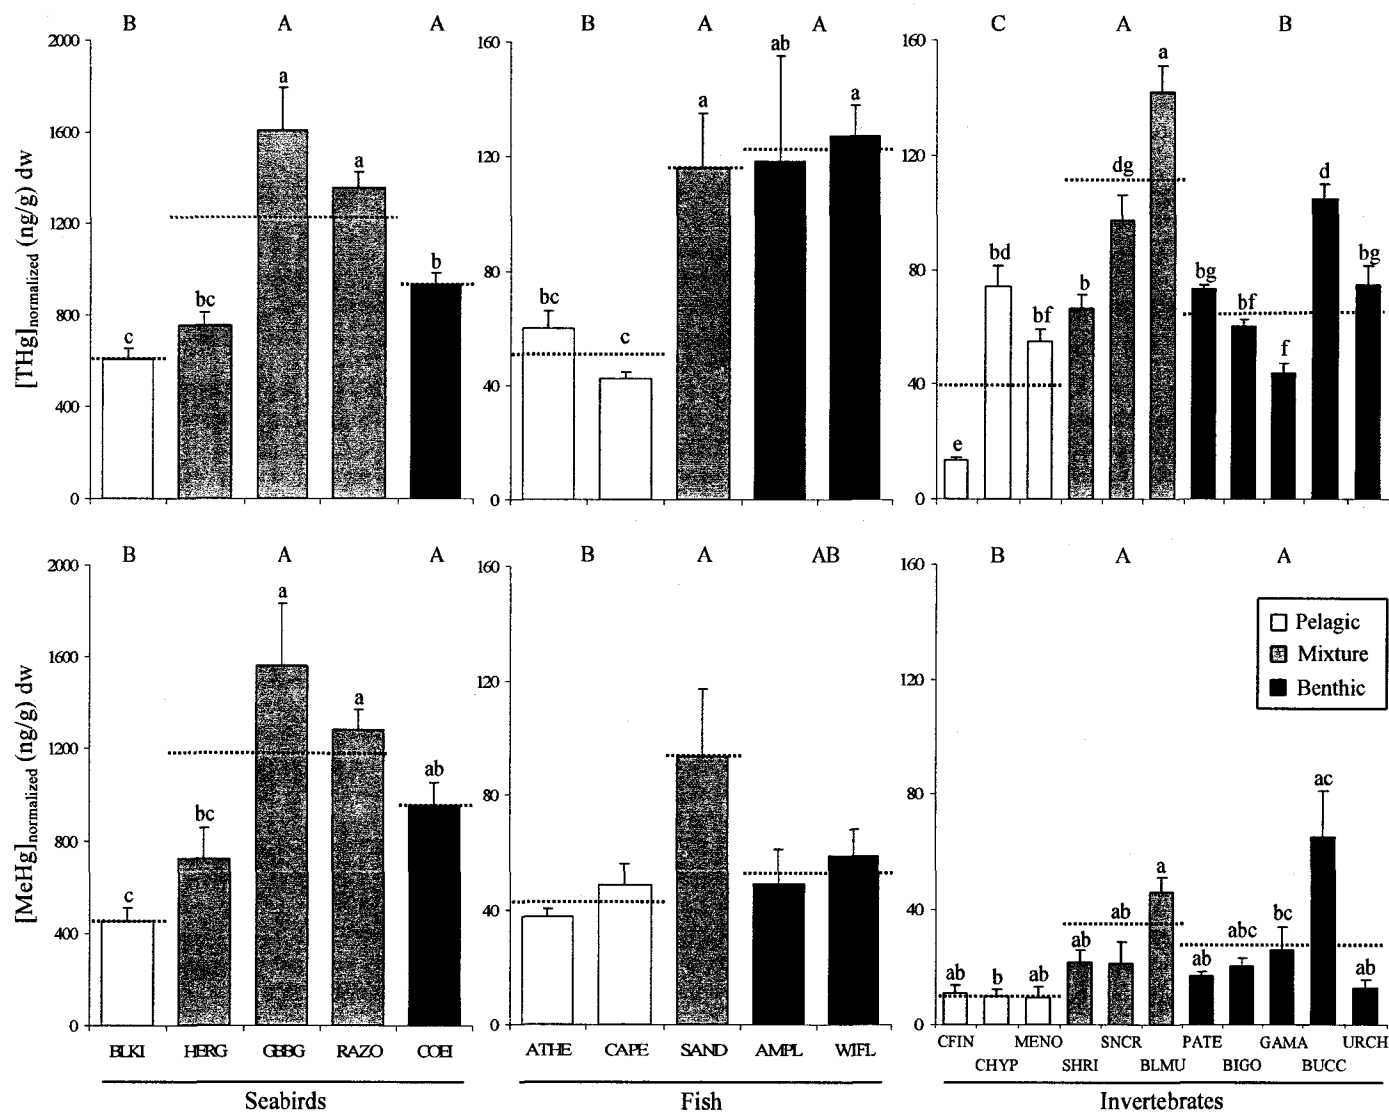 B A A B A A C A B
[THg]normalized (ng/g) dw
2000
1600
1200
800
400
0
c bc a a b
160
120
80
40
0
bc c a ab a
160
120
80
40
0
e bd bf b dg a bg bf f d bg
B A A B A AB B A A
[MeHg]normalized (ng/g) dw
2000
1600
1200
800
400
0
c bc a a ab
160
120
80
40
0
160
120
80
40
0
ab b ab ab ab a ab abc bc ac ab
Pelagic
Mixture
Benthic
BLKI HERG GBBG RAZO COEI
ATHE CAPE SAND AMPL WIFL
CFIN MENO SNCR PATE GAMA URCH
CHYP SHRI BLMU BIGO BUCC
Seabirds Fish Invertebrates